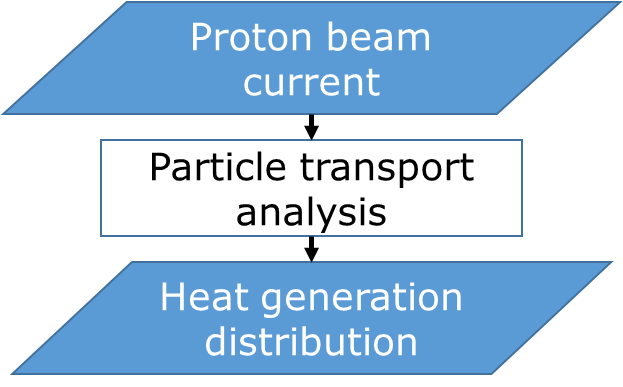 Proton beam
current
Particle transport
analysis
Heat generation
distribution